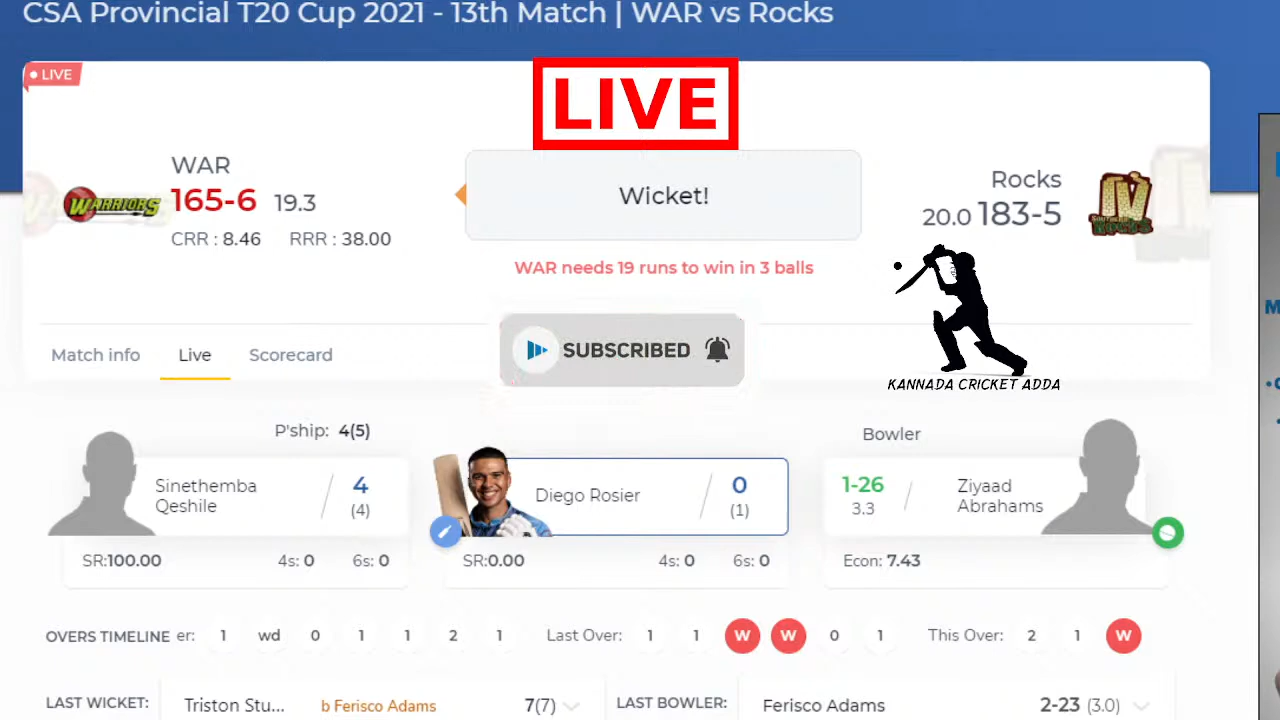 CSA Provincial T20 Cup 2021 - 13th Match | WAR vs Rocks
LIVE
LIVE
WAR
WARRIORS
165-6 19.3
CRR : 8.46 RRR : 38.00
Wicket!
WAR needs 19 runs to win in 3 balls
Rocks
20.0 183-5
SOUTHERN
ROCKS
Match info Live Scorecard
SUBSCRIBED
KANNADA CRICKET ADDA
P'ship: 4(5)
Sinethemba
Qeshile
4
(4)
SR:100.00 4s: 0 6s: 0
Diego Rosier
0
(1)
SR:0.00 4s: 0 6s: 0
Bowler
1-26
3.3
Ziyaad
Abrahams
Econ: 7.43
OVERS TIMELINE er: 1 wd 0 1 1 2 1 Last Over: 1 1 W W 0 1 This Over: 2 1 W
LAST WICKET: Triston Stu... b Ferisco Adams 7(7) LAST BOWLER: Ferisco Adams 2-23 (3.0)